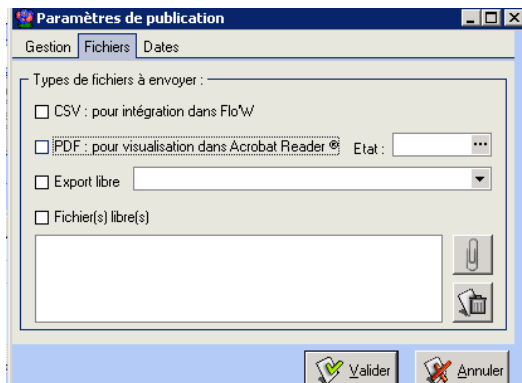 Paramètres de publication
Gestion Fichiers Dates
Types de fichiers à envoyer :
CSV : pour intégration dans Flo'W
PDF : pour visualisation dans Acrobat Reader ® Etat : ...
Export libre
Fichier(s) libre(s)
Valider Annuler